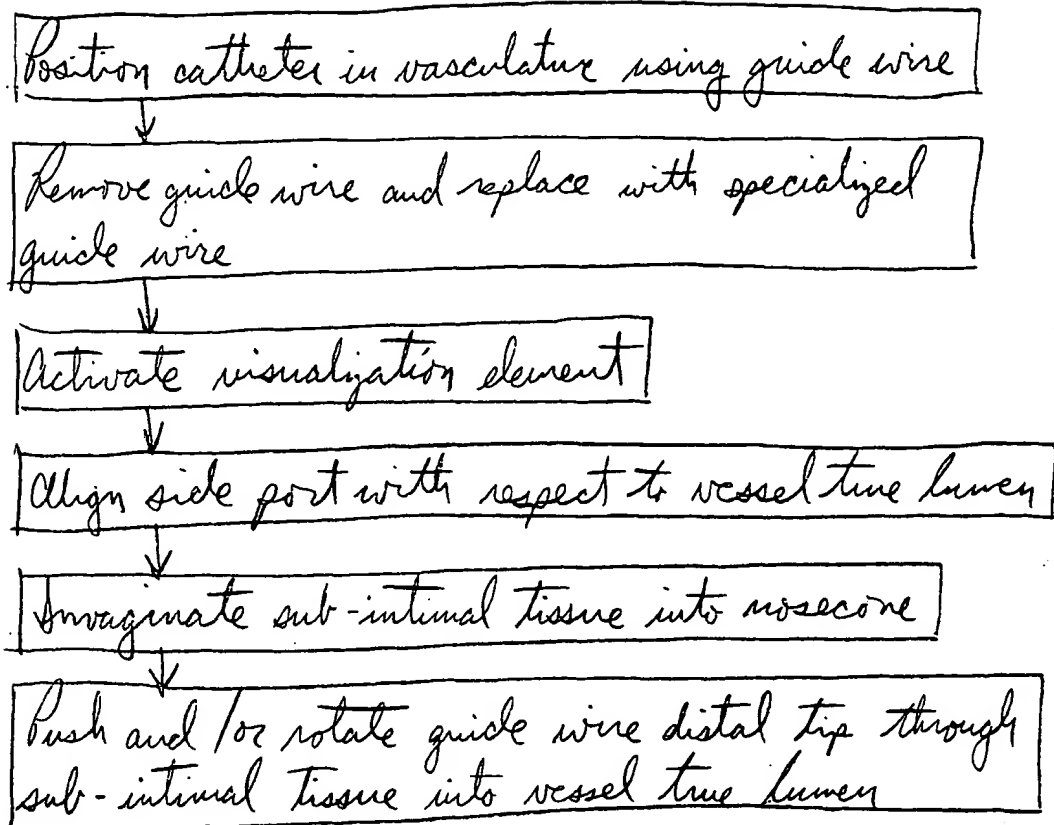 Position catheter in vasculature using guide wire
Remove guide wire and replace with specialized
guide wire
Activate visualization element
Align side port with respect to vessel true lumen
Invaginate sub-intimal tissue into nosecone
Push and/or rotate guide wire distal tip through
sub-intimal tissue into vessel true lumen